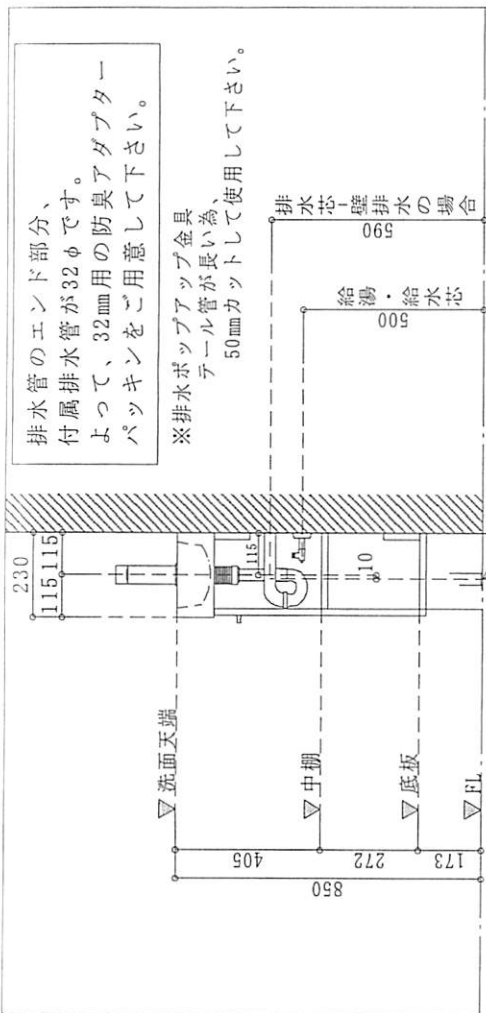 排水管のエンド部分、
付属排水管が32φです。
よって、32㎜用の防臭アダプター
パッキンをご用意して下さい。
※排水ポップアップ金具
テール管が長い為、
50㎜カットして使用して下さい。
230
115
115
115
10
排水芯-壁排水の場合
590
給湯・給水芯
500
洗面天端
中棚
底板
FL
405
272
173
850